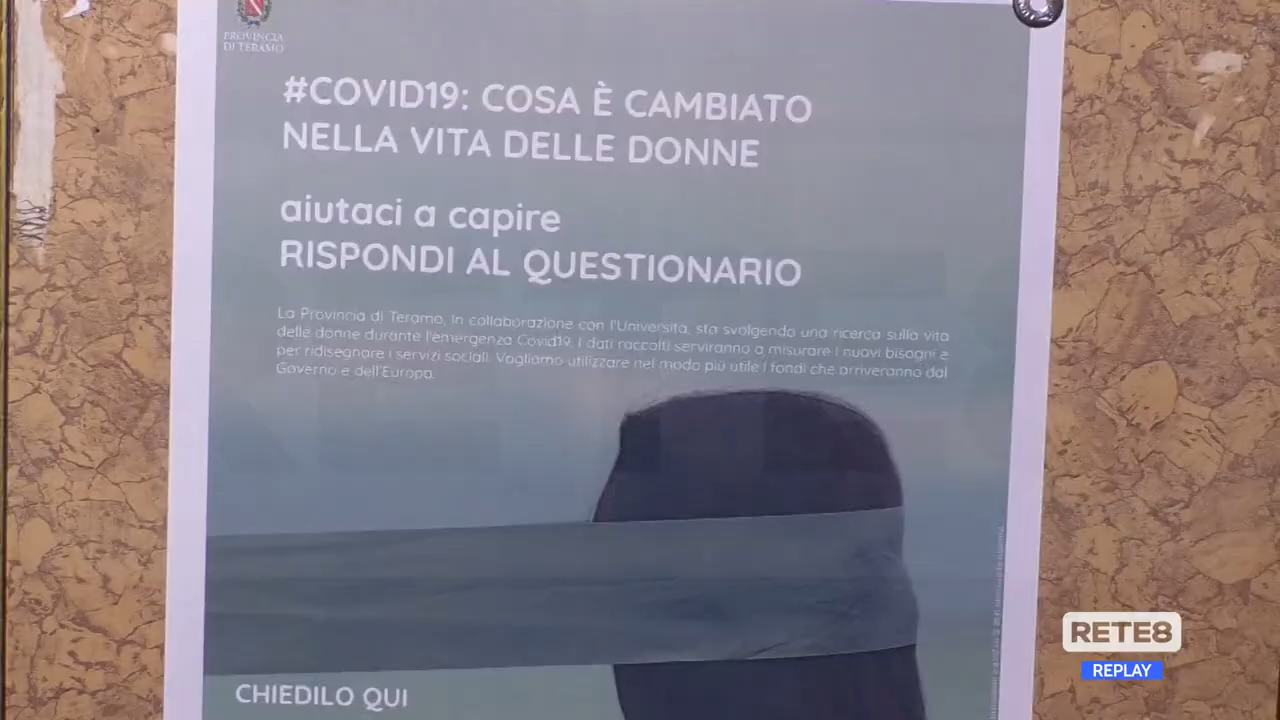 PROVINCIA
DI TERAMO
#COVID19: COSA È CAMBIATO
NELLA VITA DELLE DONNE
aiutaci a capire
RISPONDI AL QUESTIONARIO
La Provincia di Teramo, in collaborazione con l'Università, sta svolgendo una ricerca sulla vita
delle donne durante l'emergenza Covid19. I dati raccolti serviranno a misurare i nuovi bisogni e
per ridisegnare i servizi sociali. Vogliamo utilizzare nel modo più utile i fondi che arriveranno dal
Governo e dell'Europa.
CHIEDILO QUI
RETE8
REPLAY